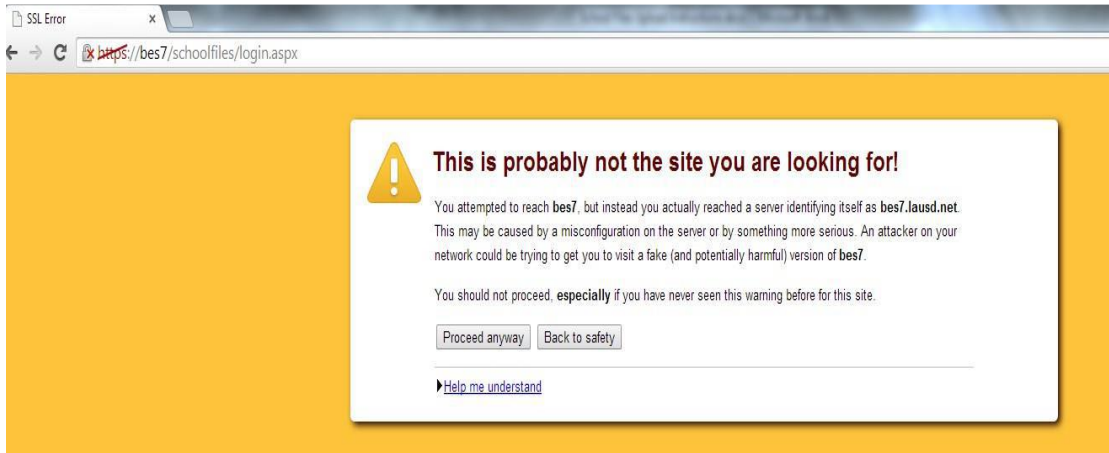 SSL Error
https://bes7/schoolfiles/login.aspx
This is probably not the site you are looking for!
You attempted to reach bes7, but instead you actually reached a server identifying itself as bes7.lausd.net.
This may be caused by a misconfiguration on the server or by something more serious. An attacker on your
network could be trying to get you to visit a fake (and potentially harmful) version of bes7.
You should not proceed, especially if you have never seen this warning before for this site.
Proceed anyway Back to safety
Help me understand